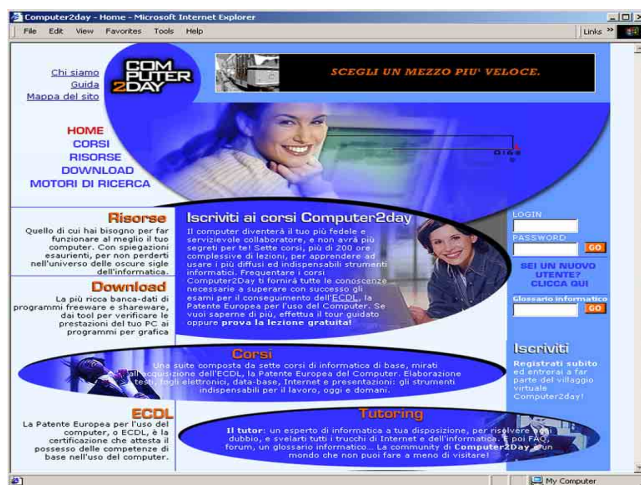 Computer2day - Home - Microsoft Internet Explorer
File Edit View Favorites Tools Help
Links »
Chi siamo
Guida
Mappa del sito
COM
PUTER
2DAY
SCEGLI UN MEZZO PIU' VELOCE.
HOME
CORSI
RISORSE
DOWNLOAD
MOTORI DI RICERCA
Risorse
Quello di cui hai bisogno per far
funzionare al meglio il tuo
computer. Con spiegazioni
esaurienti, per non perderti
nell'universo delle oscure sigle
dell'informatica.
Download
La più ricca banca-dati di
programmi freeware e shareware,
dai tool per verificare le
prestazioni del tuo PC ai
programmi per grafica
Iscriviti ai corsi Computer2day
Il computer diventerà il tuo più fedele e
servizievole collaboratore, e non avrà più
segreti per te! Sette corsi, più di 200 ore
complessive di lezioni, per apprendere ad
usare i più diffusi ed indispensabili strumenti
informatici. Frequentare i corsi
Computer2Day ti fornirà tutte le conoscenze
necessarie a superare con successo gli
esami per il conseguimento dell'ECDL, la
Patente Europea per l'uso del Computer. Se
vuoi saperne di più, effettua il tour guidato
oppure prova la lezione gratuita!
LOGIN
PASSWORD
GO
SEI UN NUOVO
UTENTE?
CLICCA QUI
Glossario informatico
GO
Iscriviti
Registrati subito
ed entrerai a far
parte del villaggio
virtuale
Computer2day!
Corsi
Una suite composta da sette corsi di informatica di base, mirati
all'acquisizione dell'ECDL, la Patente Europea del Computer. Elaborazione
testi, fogli elettronici, data-base, Internet e presentazioni: gli strumenti
indispensabili per il lavoro, oggi e domani.
ECDL
La Patente Europea per l'uso del
computer, o ECDL, è la
certificazione che attesta il
possesso delle competenze di
base nell'uso del computer.
Tutoring
Il tutor: un esperto di informatica a tua disposizione, per risolvere ogni
dubbio, e svelarti tutti i trucchi di Internet e dell'informatica. E poi FAQ,
forum, un glossario informatico... La community di Computer2Day è un
mondo che non puoi fare a meno di visitare!
My Computer